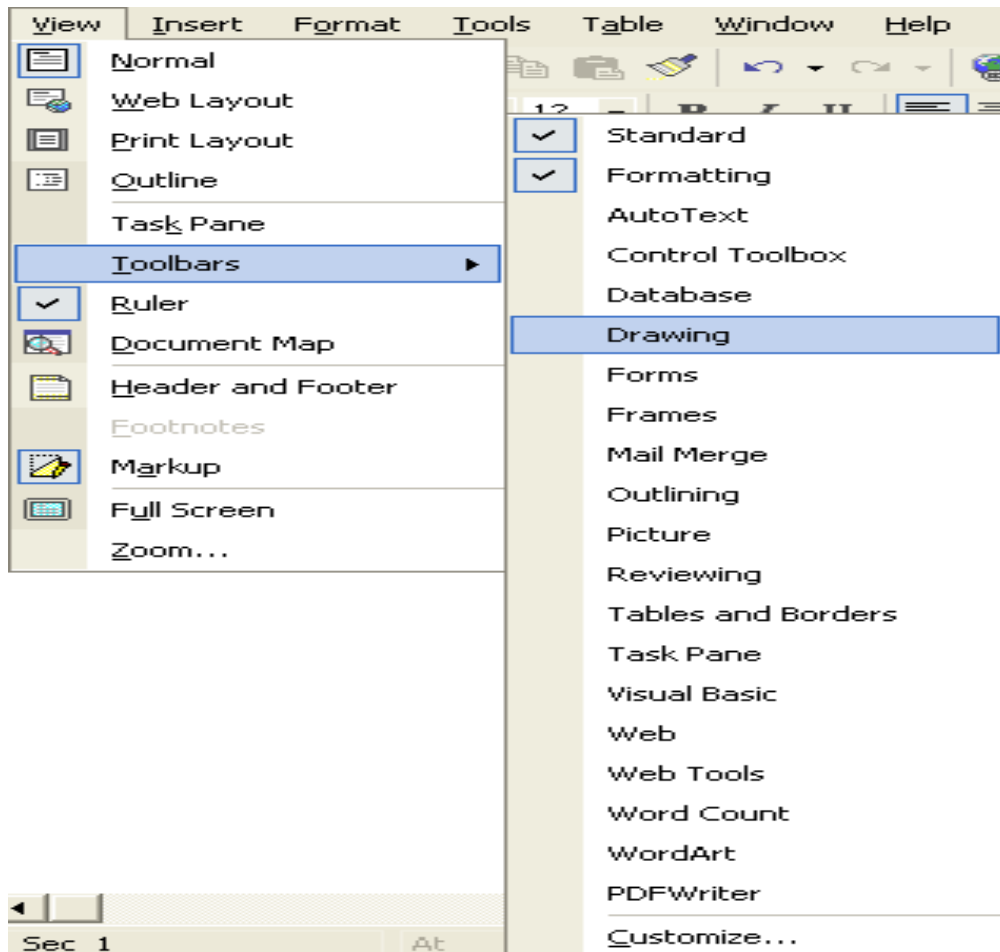 View Insert Format Tools Table Window Help
Normal
Web Layout
Print Layout
Outline
Task Pane
Toolbars
Ruler
Document Map
Header and Footer
Footnotes
Markup
Full Screen
Zoom...
12 B I U
Standard
Formatting
AutoText
Control Toolbox
Database
Drawing
Forms
Frames
Mail Merge
Outlining
Picture
Reviewing
Tables and Borders
Task Pane
Visual Basic
Web
Web Tools
Word Count
WordArt
PDFWriter
Customize...
Sec 1 At